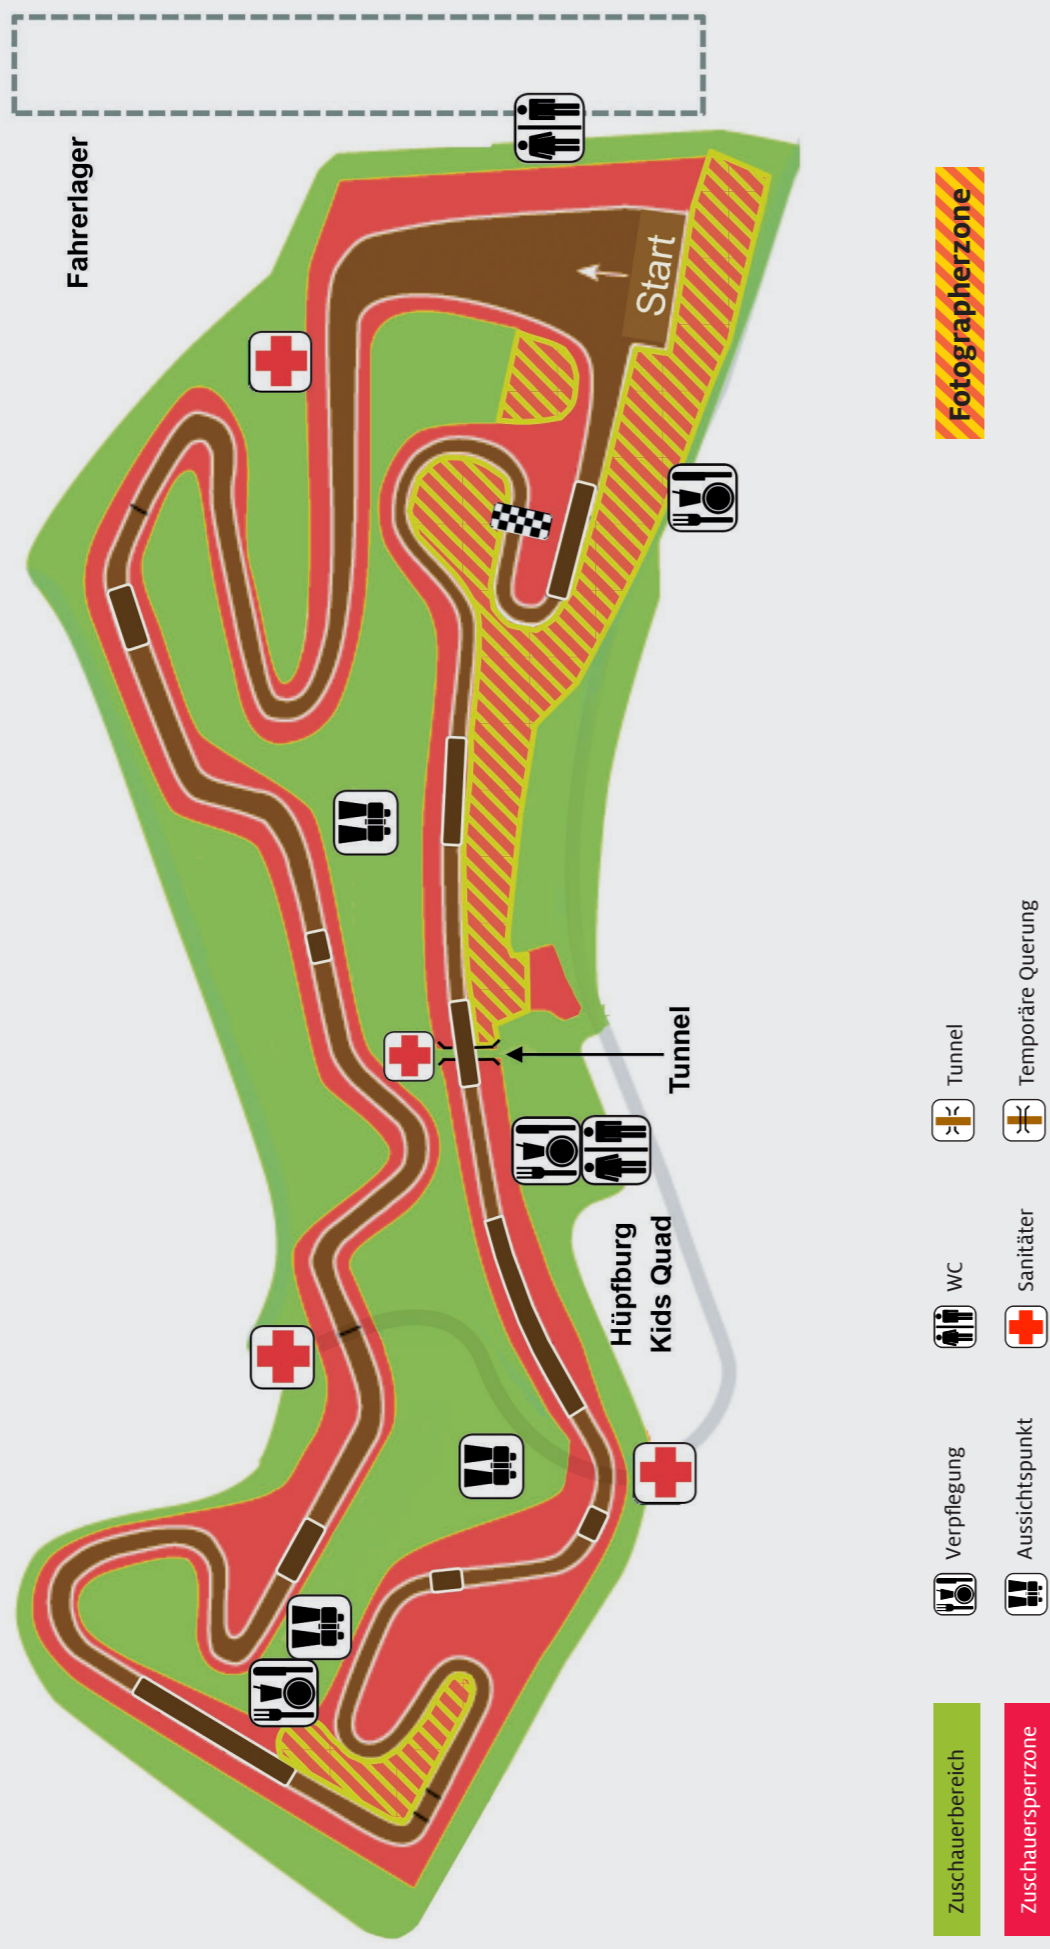 Fahrerlager
Start
Tunnel
Hüpfburg
Kids Quad
Fotographerzone
Zuschauerbereich
Verpflegung
WC
Tunnel
Zuschauersperrzone
Aussichtspunkt
Sanitäter
Temporäre Querung